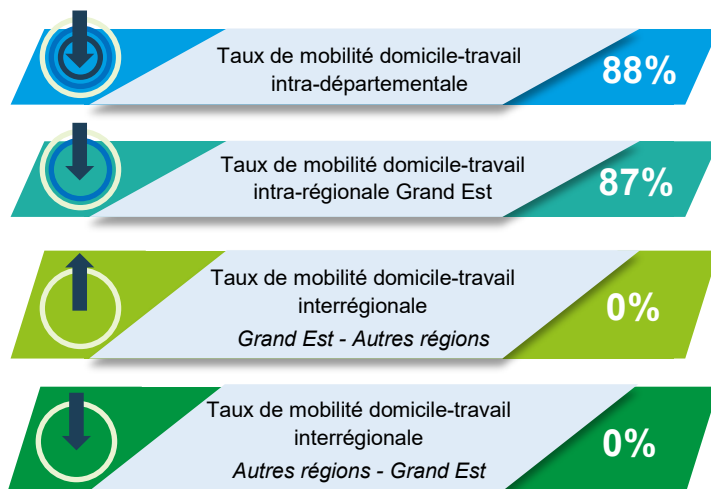 Taux de mobilité domicile-travail
intra-départementale
88%
Taux de mobilité domicile-travail
intra-régionale Grand Est
87%
Taux de mobilité domicile-travail
interrégionale
Grand Est - Autres régions
0%
Taux de mobilité domicile-travail
interrégionale
Autres régions - Grand Est
0%